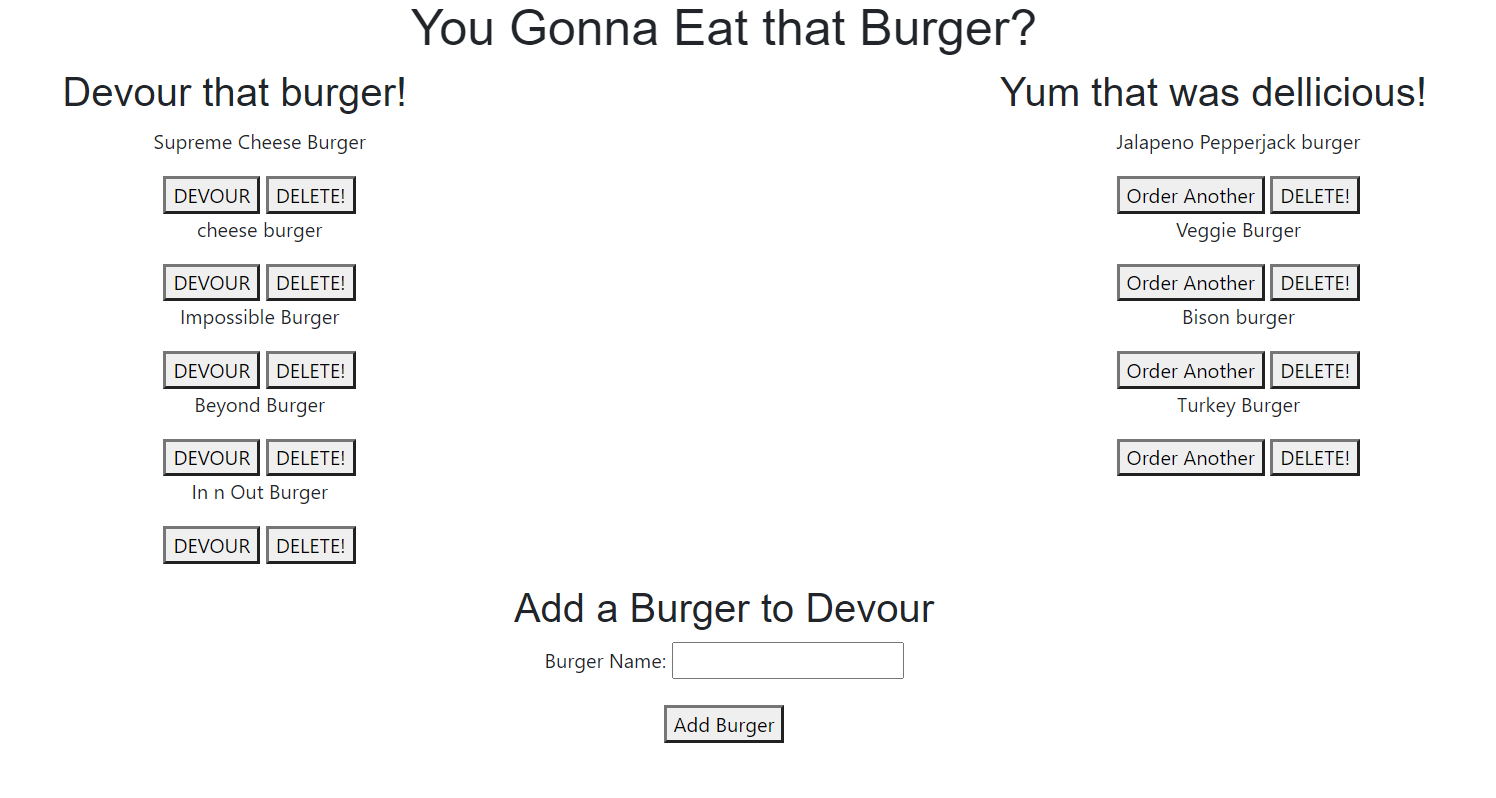 You Gonna Eat that Burger?
Devour that burger!
Supreme Cheese Burger
DEVOUR DELETE!
cheese burger
DEVOUR DELETE!
Impossible Burger
DEVOUR DELETE!
Beyond Burger
DEVOUR DELETE!
In n Out Burger
DEVOUR DELETE!
Yum that was dellicious!
Jalapeno Pepperjack burger
Order Another DELETE!
Veggie Burger
Order Another DELETE!
Bison burger
Order Another DELETE!
Turkey Burger
Order Another DELETE!
Add a Burger to Devour
Burger Name:
Add Burger